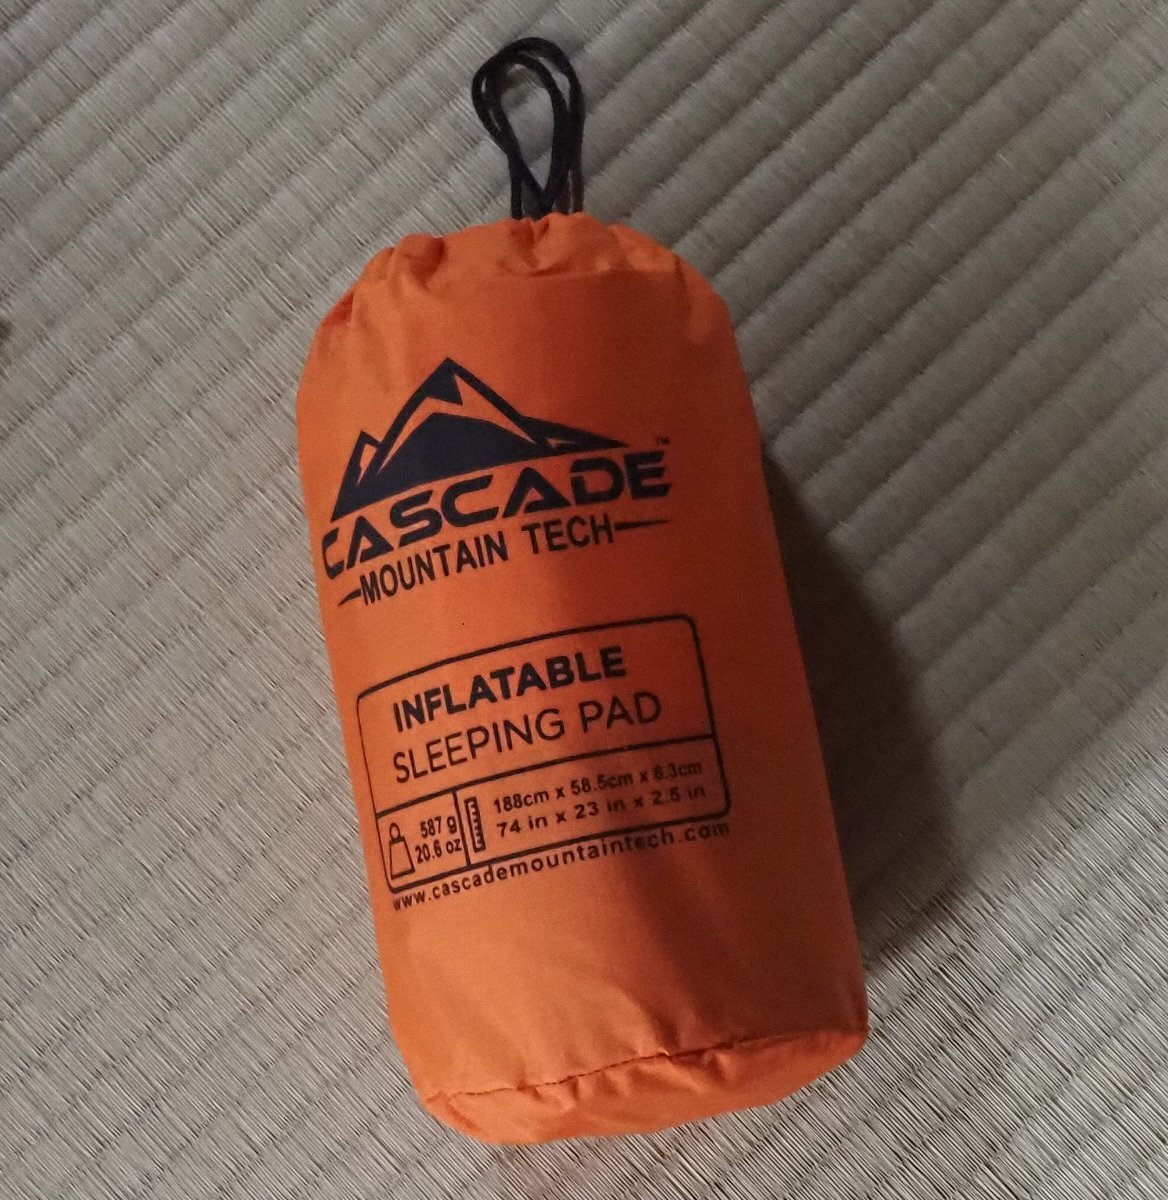 CASCADE™
MOUNTAIN TECH
INFLATABLE
SLEEPING PAD
587 g
20.6 oz
188cm x 58.5cm x 6.3cm
74 in x 23 in x 2.5 in
www.cascademountaintech.com